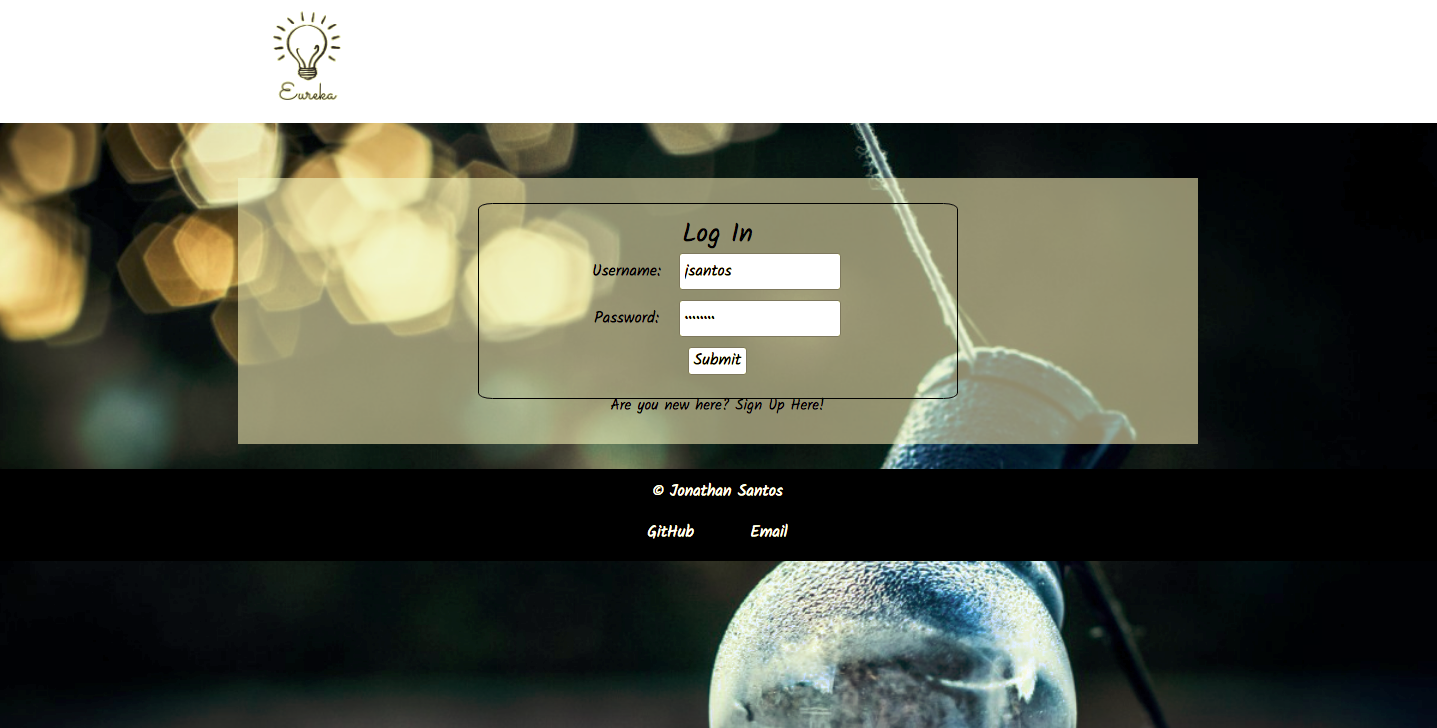 Eureka
Log In
Username: jsantos
Password: ••••••••
Submit
Are you new here? Sign Up Here!
© Jonathan Santos
GitHub Email